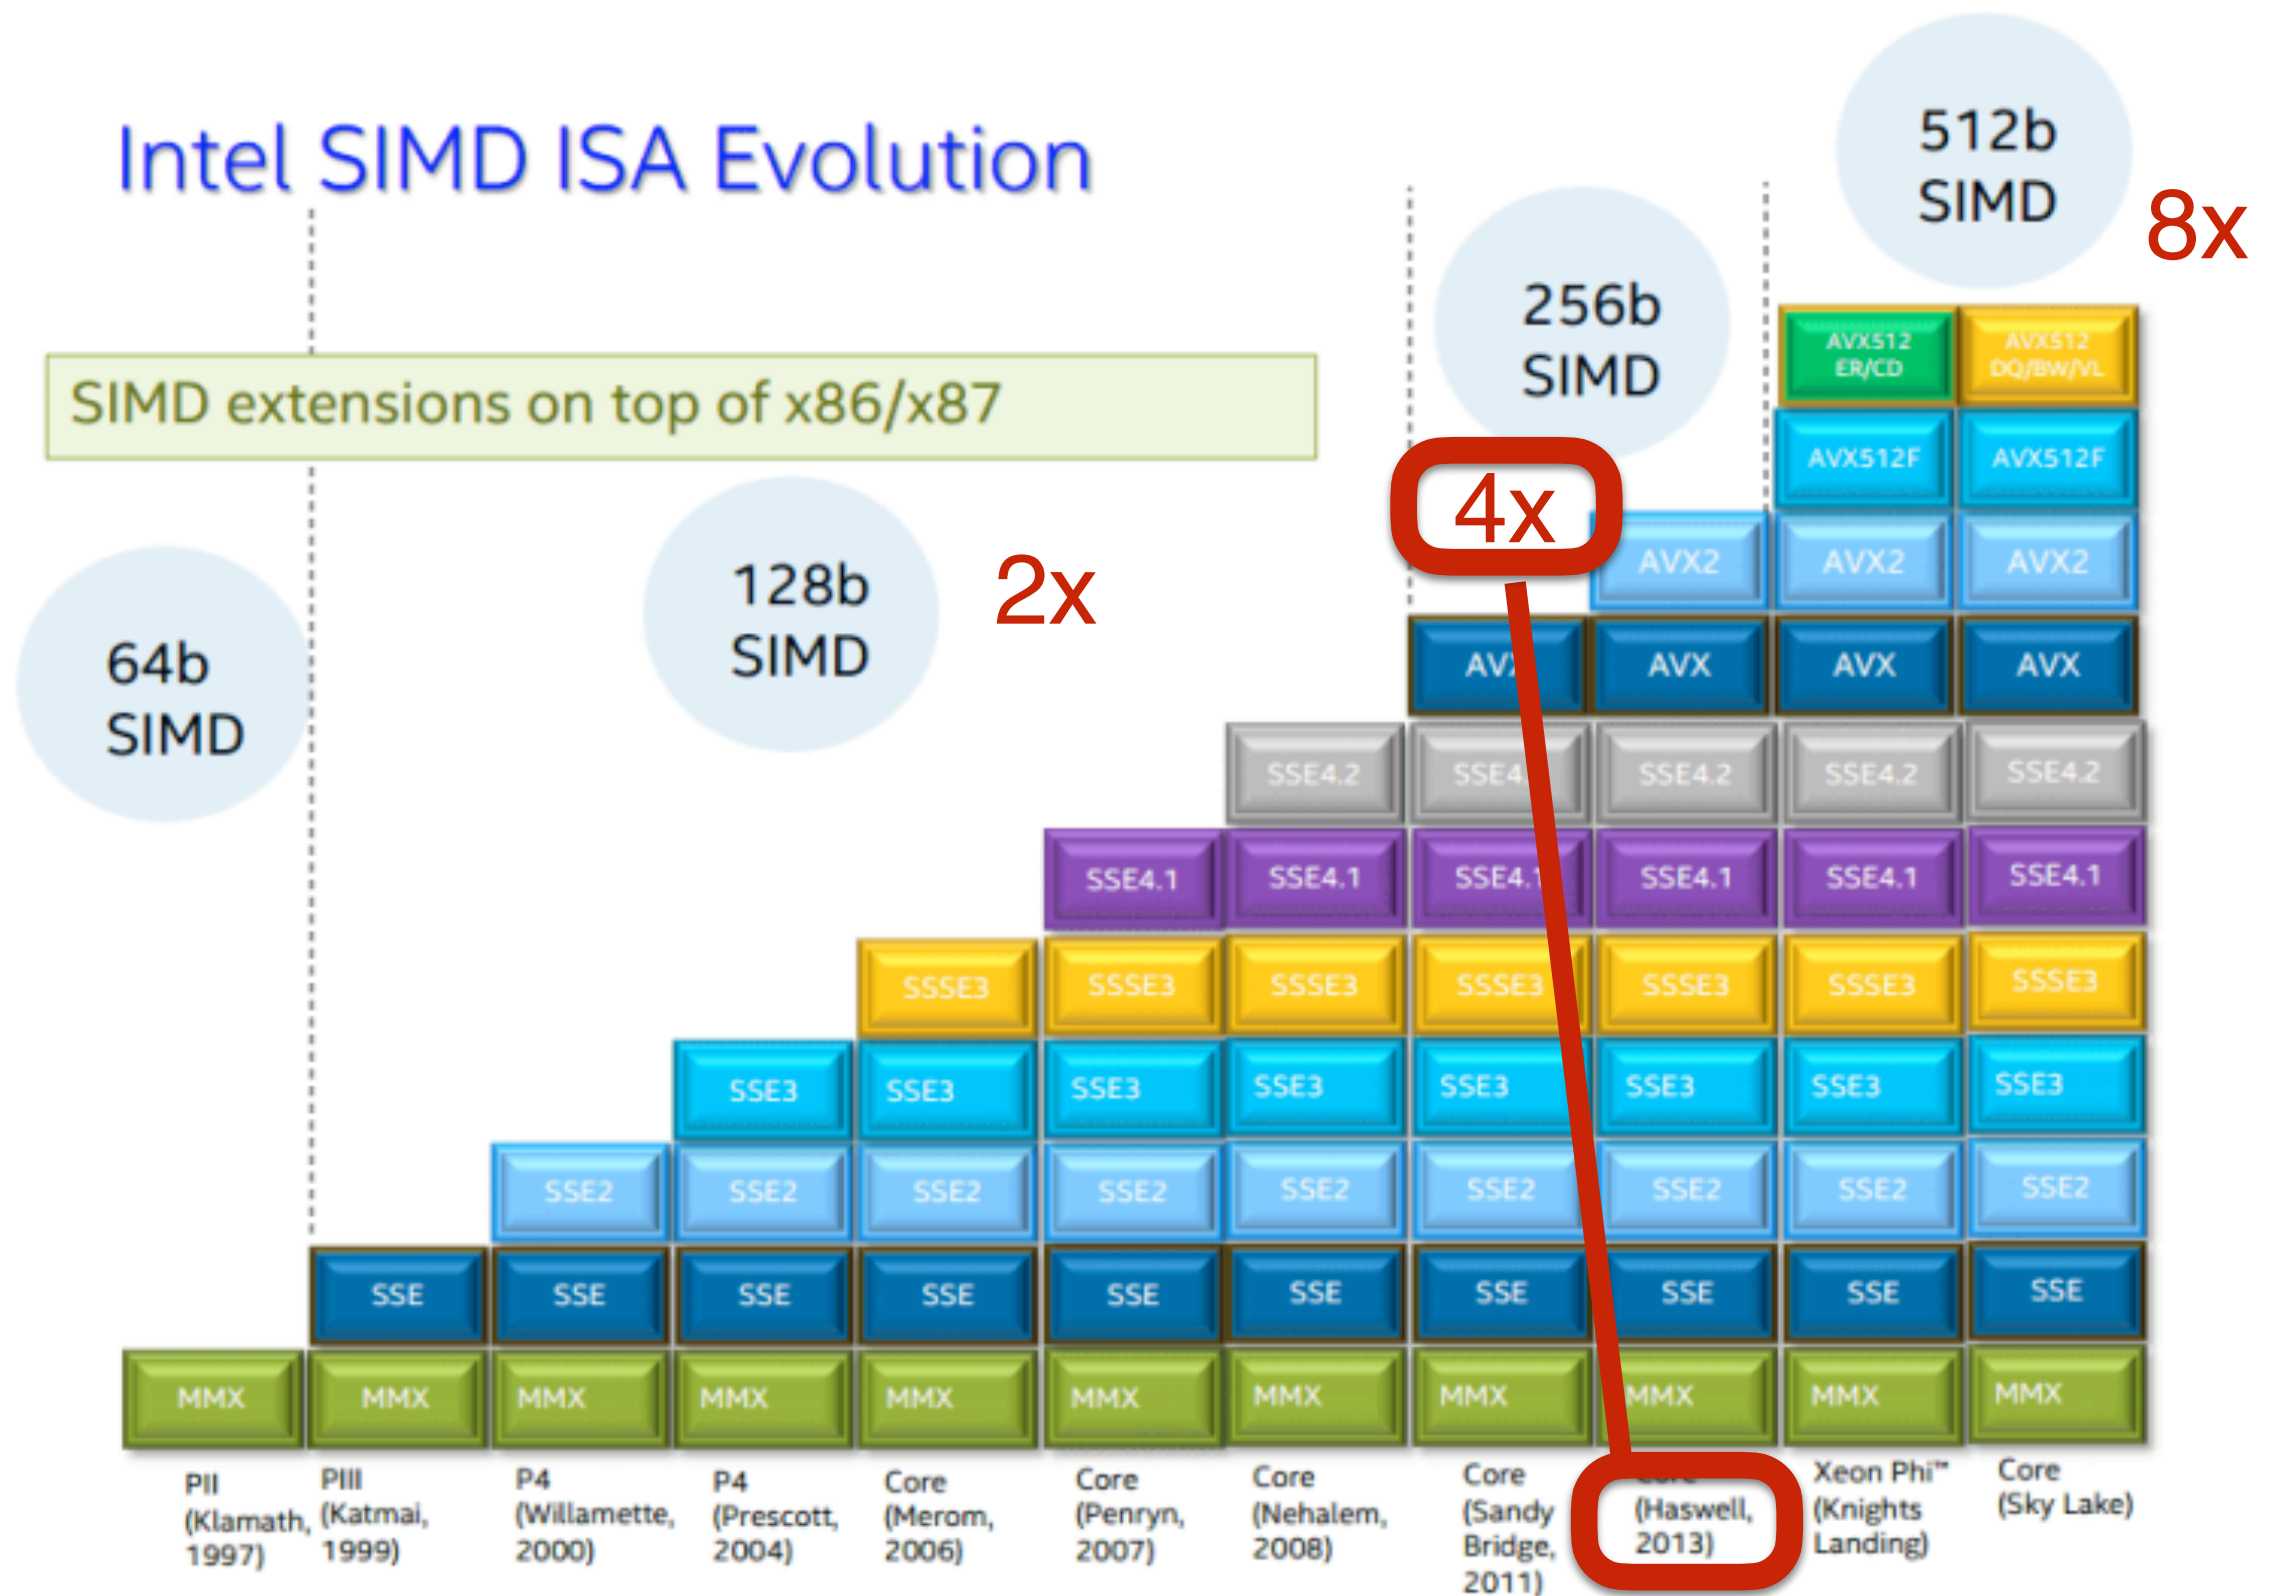 Intel SIMD ISA Evolution
512b
SIMD
8x
256b
SIMD
SIMD extensions on top of x86/x87
4x
128b
SIMD
2x
64b
SIMD
AVX512
ER/CD
AVX512
DQ/BW/VL
AVX512F AVX512F
AVX2 AVX2 AVX2
AVX AVX AVX AVX
SSE4.2 SSE4. SSE4.2 SSE4.2 SSE4.2
SSE4.1 SSE4.1 SSE4.1 SSE4.1 SSE4.1 SSE4.1
SSSE3 SSSE3 SSSE3 SSSE3 SSSE3 SSSE3 SSSE3
SSE3 SSE3 SSE3 SSE3 SSE3 SSE3 SSE3 SSE3
SSE2 SSE2 SSE2 SSE2 SSE2 SSE2 SSE2 SSE2 SSE2
SSE SSE SSE SSE SSE SSE SSE SSE SSE SSE
MMX MMX MMX MMX MMX MMX MMX MMX MMX MMX MMX
PII
(Klamath,
1997)
PIII
(Katmai,
1999)
P4
(Willamette,
2000)
P4
(Prescott,
2004)
Core
(Merom,
2006)
Core
(Penryn,
2007)
Core
(Nehalem,
2008)
Core
(Sandy
Bridge,
2011)
Core
(Haswell,
2013)
Xeon Phi™
(Knights
Landing)
Core
(Sky Lake)